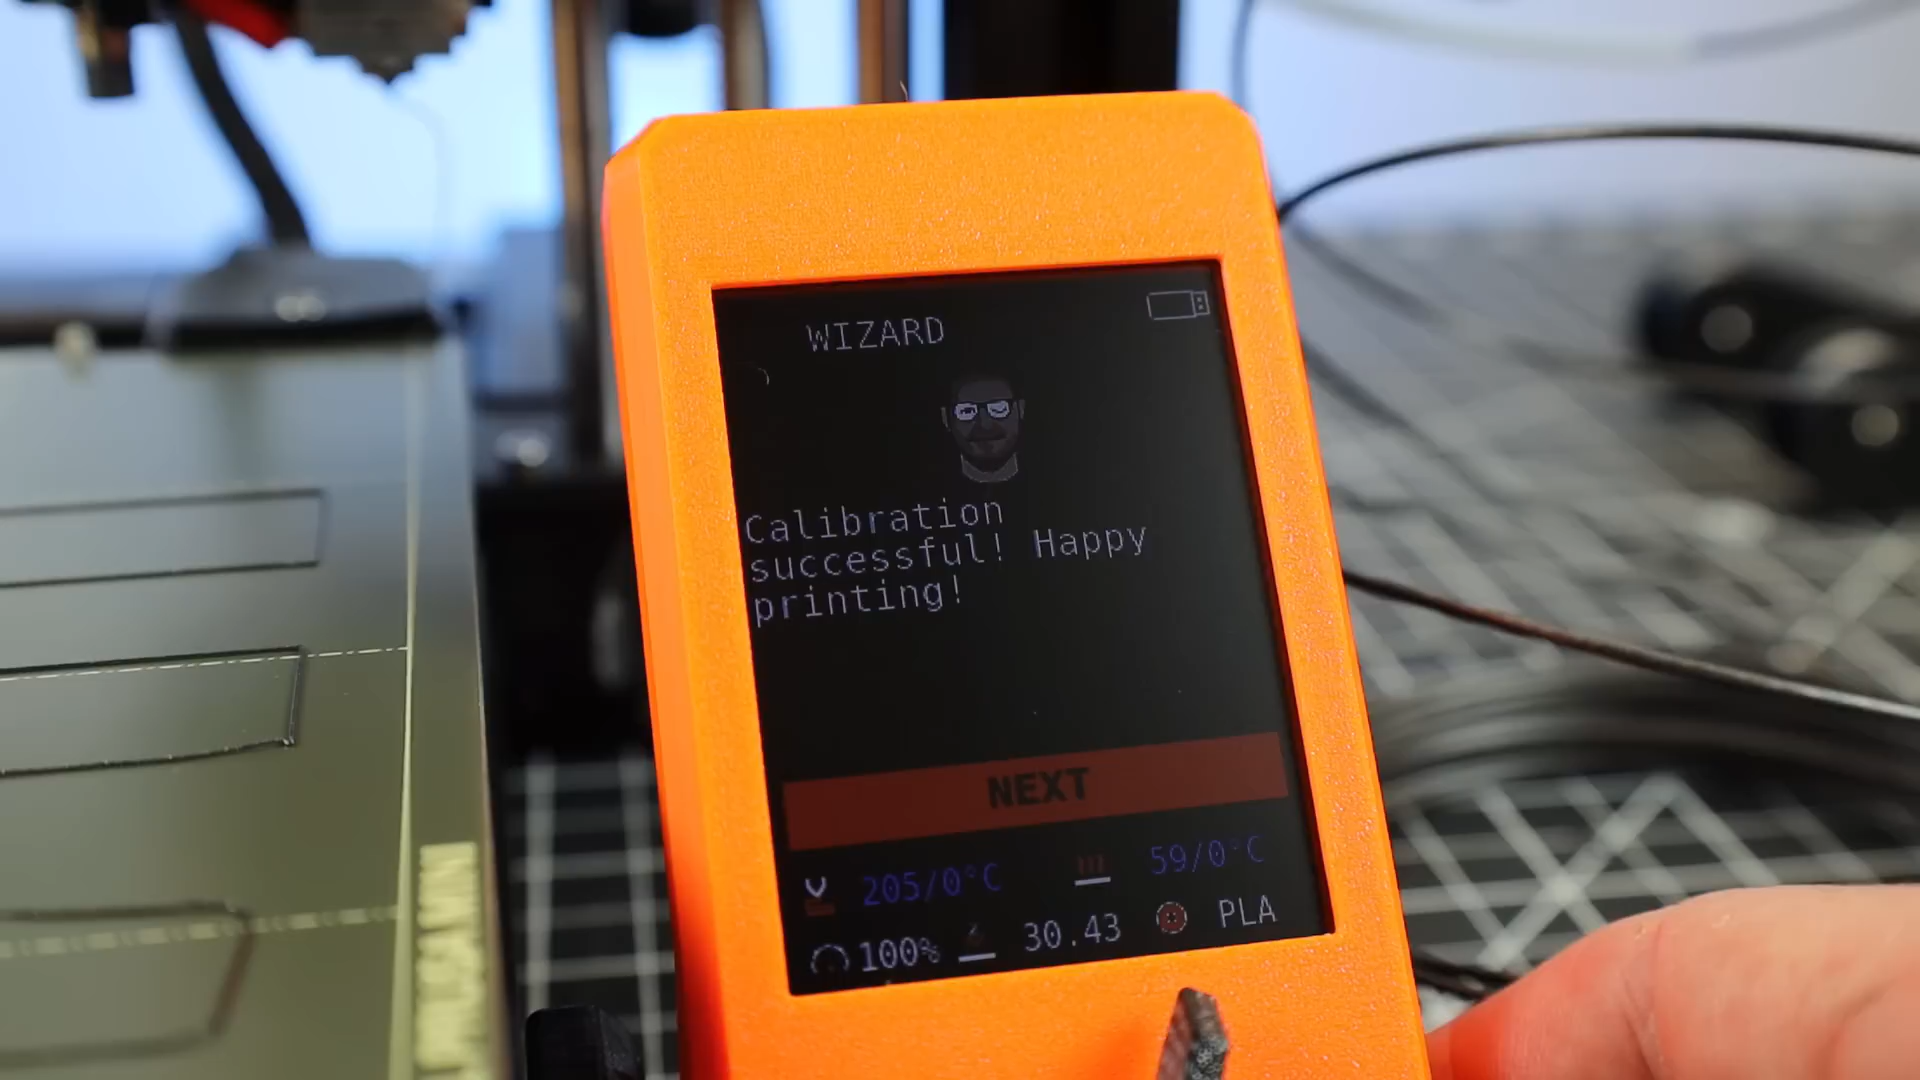 WIZARD
Calibration
successful! Happy
printing!
NEXT
205/0°C 59/0°C
100% 30.43 PLA